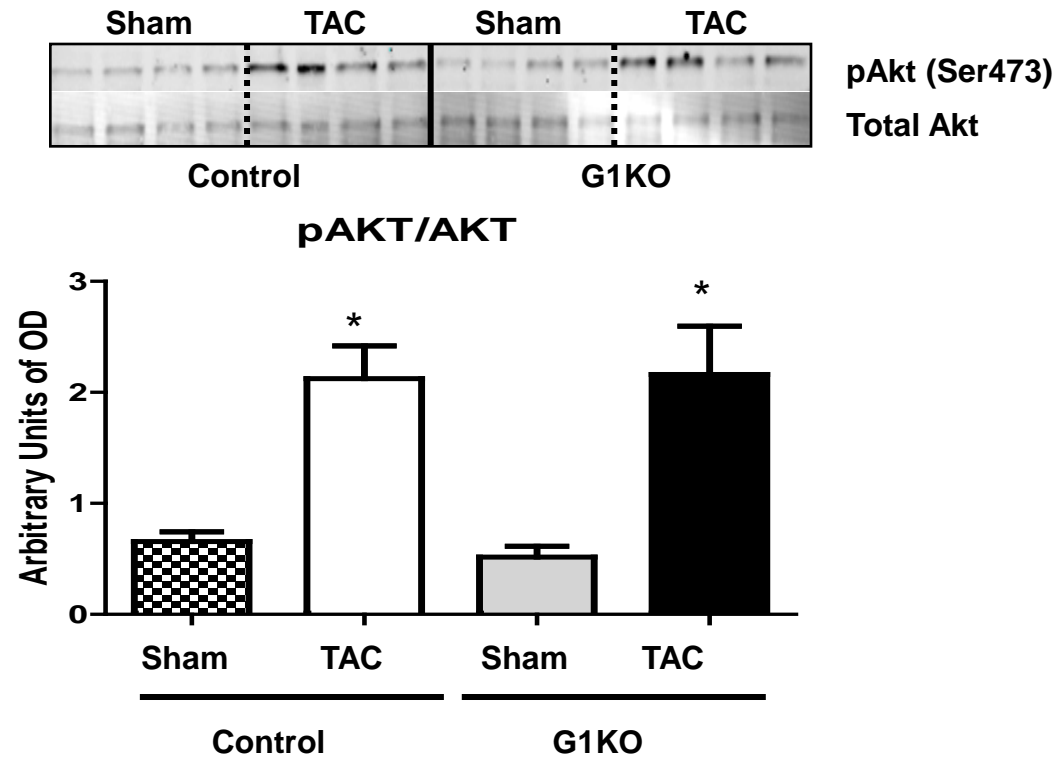 Sham TAC Sham TAC
pAkt (Ser473)
Total Akt
Control G1KO
pAKT/AKT
Arbitrary Units of OD
3
2
1
0
* *
Sham TAC Sham TAC
Control G1KO